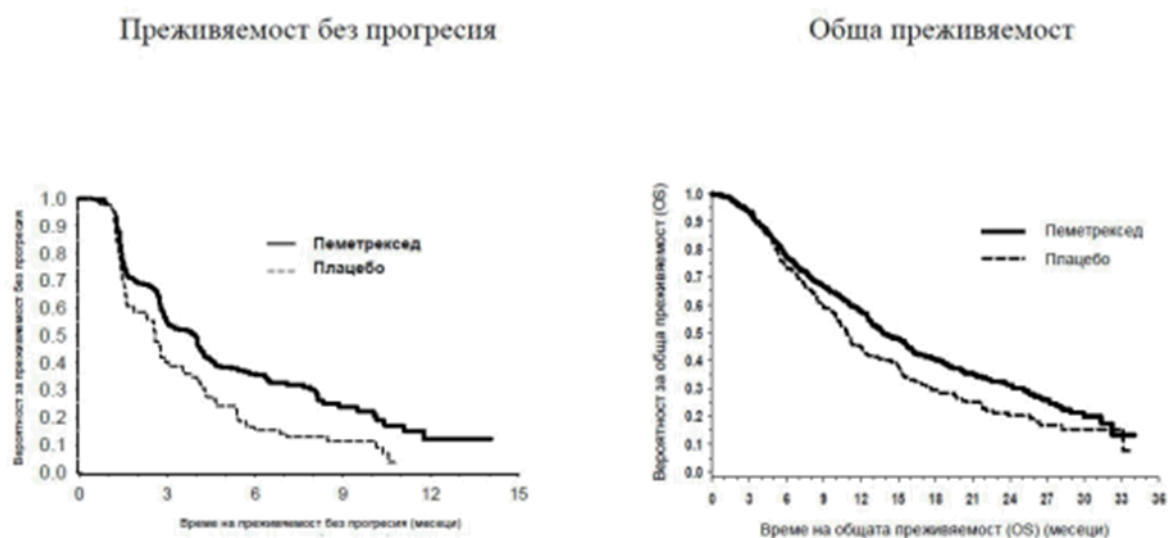 Преживяемост без прогресия
Обща преживяемост
Вероятност за преживяемост без прогресия
1.0
0.9
0.8
0.7
0.6
0.5
0.4
0.3
0.2
0.1
0.0
Пеметрексед
Плацебо
0 3 6 9 12 15
Време на преживяемост без прогресия (месеци)
Вероятност за обща преживяемост (OS)
1.0
0.9
0.8
0.7
0.6
0.5
0.4
0.3
0.2
0.1
0.0
Пеметрексед
Плацебо
0 3 6 9 12 15 18 21 24 27 30 33 36
Време на общата преживяемост (OS) (месеци)